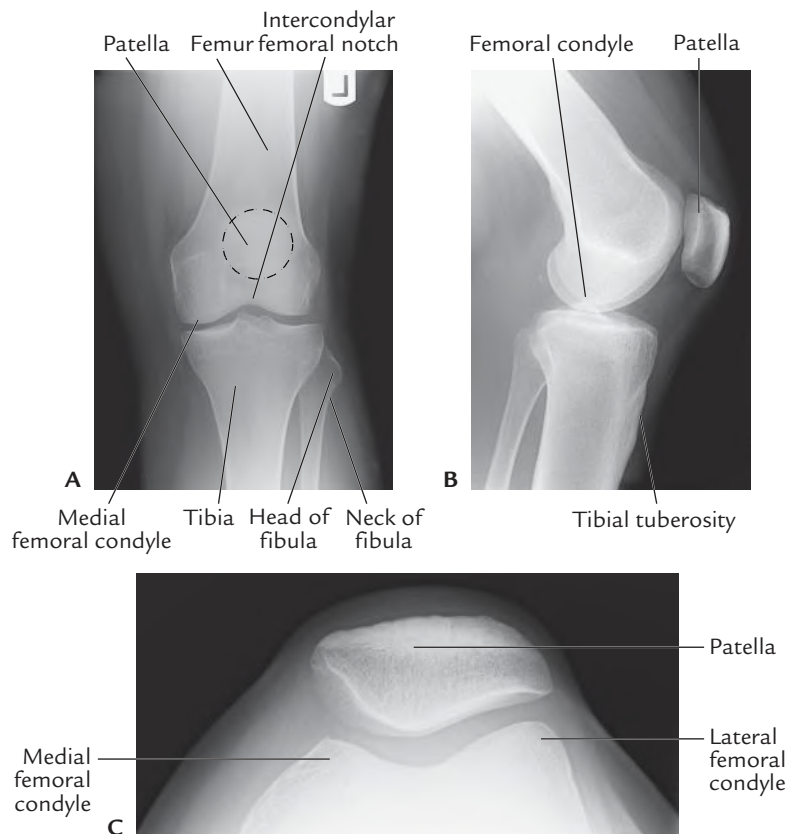 Patella
Femur
Intercondylar
femoral notch
L
A
Medial
femoral condyle
Tibia
Head of
fibula
Neck of
fibula
Femoral condyle
Patella
B
Tibial tuberosity
Patella
Medial
femoral
condyle
Lateral
femoral
condyle
C